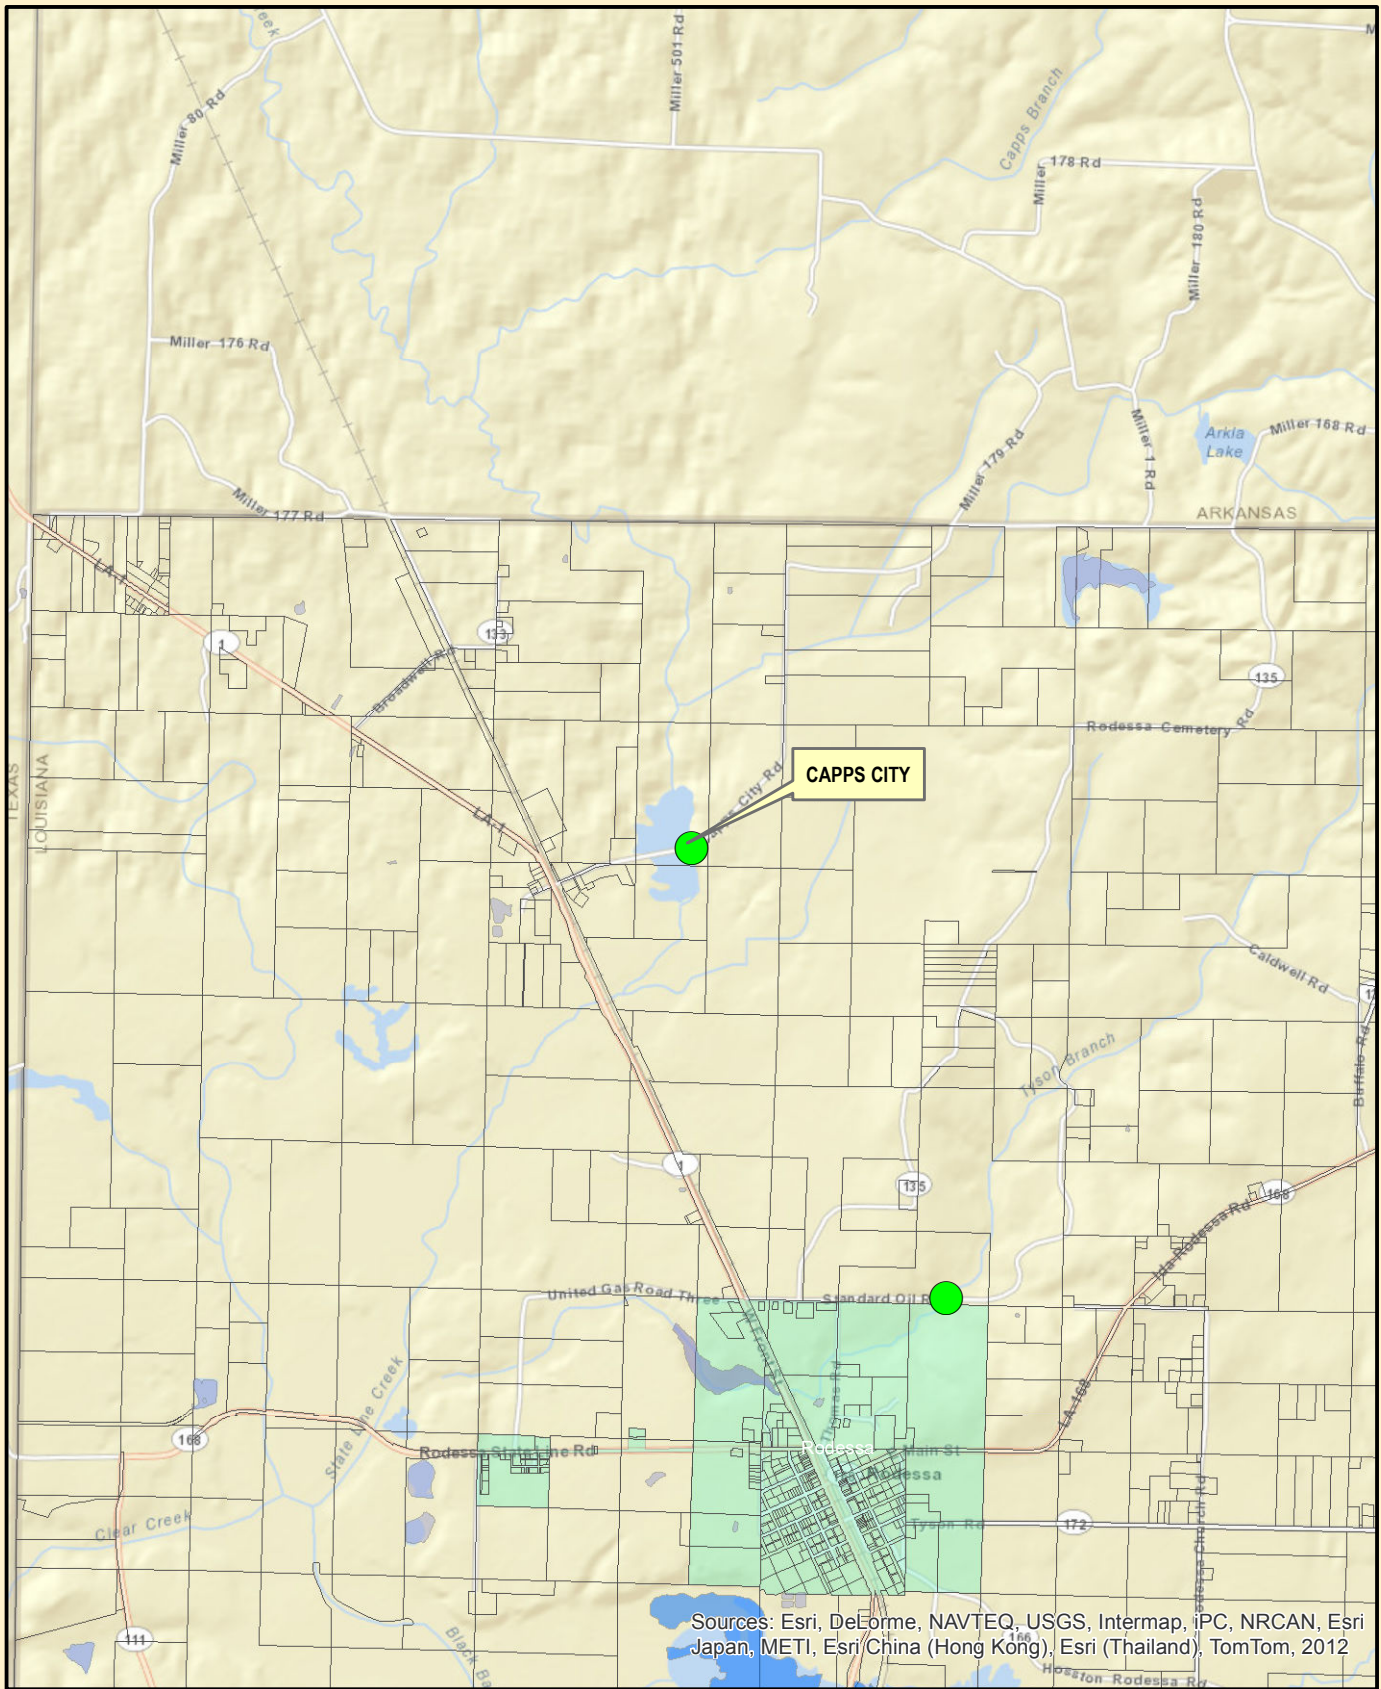 Creek
Miller 501 Rd
Miller 80 Rd
Capps Branch
Miller 178 Rd
Miller 180 Rd
Miller 176 Rd
Miller 179 Rd
Miller 1 Rd
Arkla
Lake
Miller 168 Rd
Miller 177 Rd
ARKANSAS
LA-1
1
133
Broadwell Rd
135
Rodessa Cemetery Rd
TEXAS
LOUISIANA
CAPPS CITY
City Rd
LA-1
Caldwell Rd
Buffalo Rd
Tyson Branch
1
135
168
Ida Rodessa Rd
United Gas Road Three
Standard Oil R
W Front St
Thomas Rd
State Line Creek
LA-168
168
Rodessa State Line Rd
Rodessa
Main St
Rodessa
Clear Creek
Tyson Rd
172
Rodessa Church Rd
111
Black Ba
Sources: Esri, DeLorme, NAVTEQ, USGS, Intermap, iPC, NRCAN, Esri
Japan, METI, Esri China (Hong Kong), Esri (Thailand), TomTom, 2012
166
Hosston Rodessa Rd